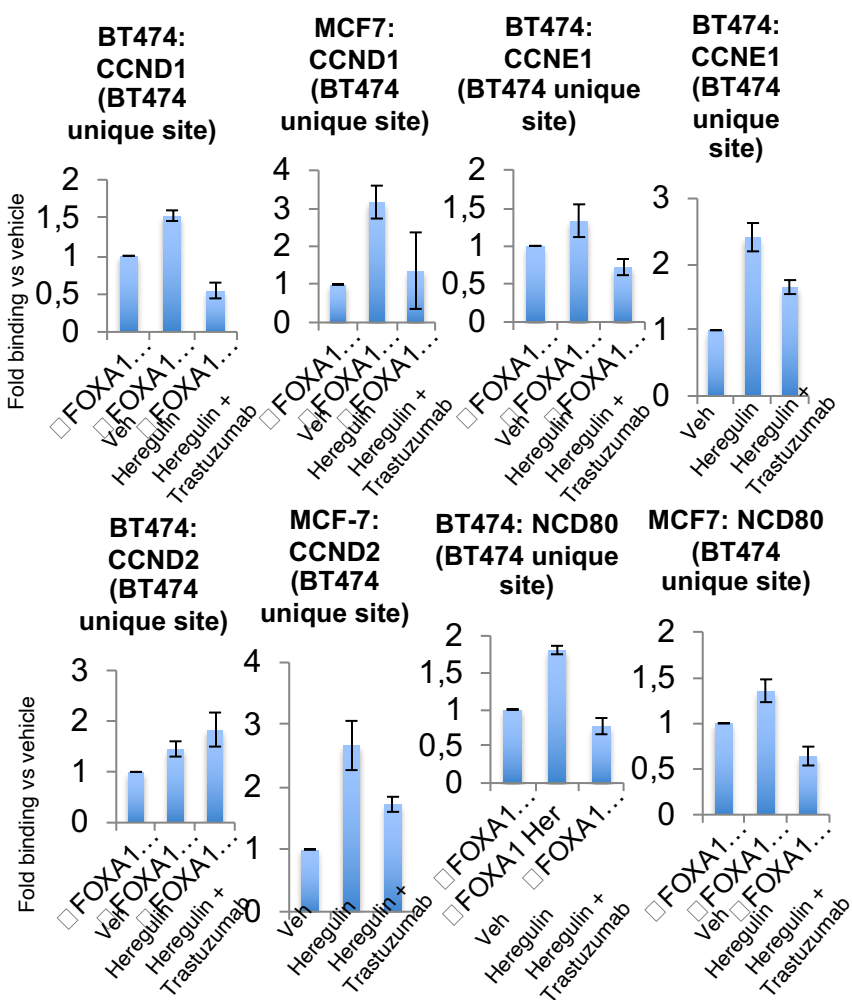 BT474:
CCND1
(BT474
unique site)
Fold binding vs vehicle
2
1,5
1
0,5
0
FOXA1...
FOXA1...
FOXA1...
Veh
Heregulin
Heregulin +
Trastuzumab
MCF7:
CCND1
(BT474
unique site)
4
3
2
1
0
FOXA1...
FOXA1...
FOXA1...
Veh
Heregulin
Heregulin +
Trastuzumab
BT474:
CCNE1
(BT474 unique
site)
2
1,5
1
0,5
0
FOXA1...
FOXA1...
FOXA1...
Veh
Heregulin
Heregulin +
Trastuzumab
BT474:
CCNE1
(BT474
unique
site)
3
2
1
0
Veh
Heregulin
Heregulin +
Trastuzumab
BT474:
CCND2
(BT474
unique site)
Fold binding vs vehicle
3
2
1
0
FOXA1...
FOXA1...
FOXA1...
Veh
Heregulin
Heregulin +
Trastuzumab
MCF-7:
CCND2
(BT474
unique site)
4
3
2
1
0
Veh
Heregulin
Heregulin +
Trastuzumab
BT474: NCD80
(BT474 unique
site)
2
1,5
1
0,5
0
FOXA1...
FOXA1 Her
FOXA1...
Veh
Heregulin
Heregulin +
Trastuzumab
MCF7: NCD80
(BT474
unique site)
2
1,5
1
0,5
0
FOXA1...
FOXA1...
FOXA1...
Veh
Heregulin
Heregulin +
Trastuzumab